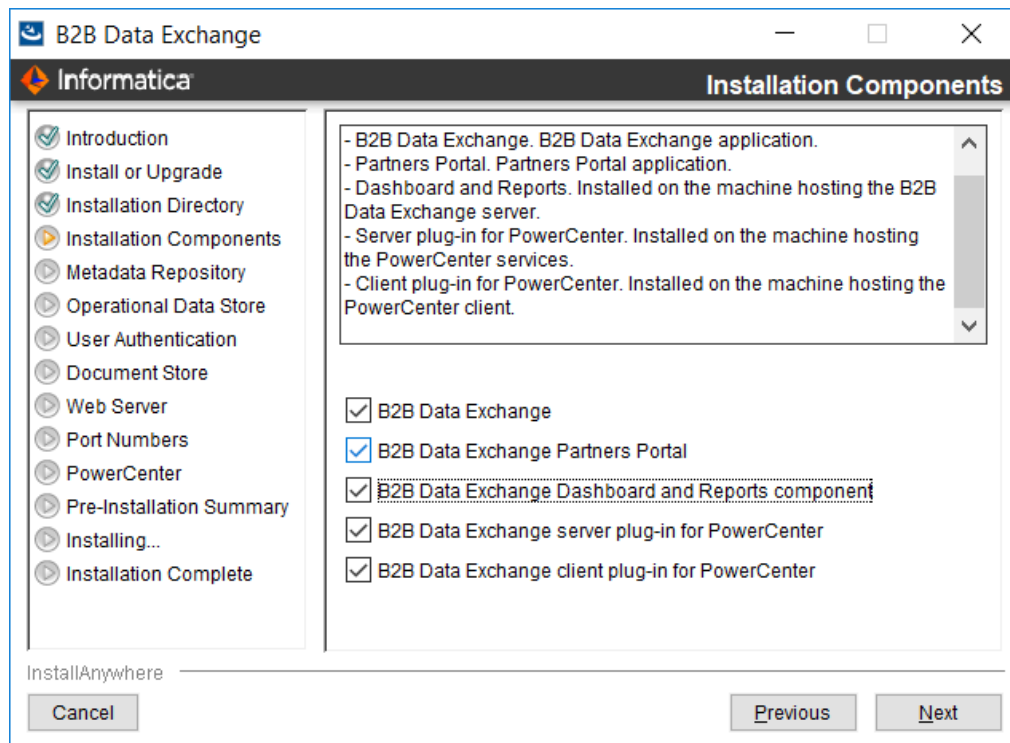 B2B Data Exchange
Informatica
Installation Components
Introduction
Install or Upgrade
Installation Directory
Installation Components
Metadata Repository
Operational Data Store
User Authentication
Document Store
Web Server
Port Numbers
PowerCenter
Pre-Installation Summary
Installing...
Installation Complete
- B2B Data Exchange. B2B Data Exchange application.
- Partners Portal. Partners Portal application.
- Dashboard and Reports. Installed on the machine hosting the B2B
Data Exchange server.
- Server plug-in for PowerCenter. Installed on the machine hosting
the PowerCenter services.
- Client plug-in for PowerCenter. Installed on the machine hosting the
PowerCenter client.
B2B Data Exchange
B2B Data Exchange Partners Portal
B2B Data Exchange Dashboard and Reports component
B2B Data Exchange server plug-in for PowerCenter
B2B Data Exchange client plug-in for PowerCenter
InstallAnywhere
Cancel
Previous
Next